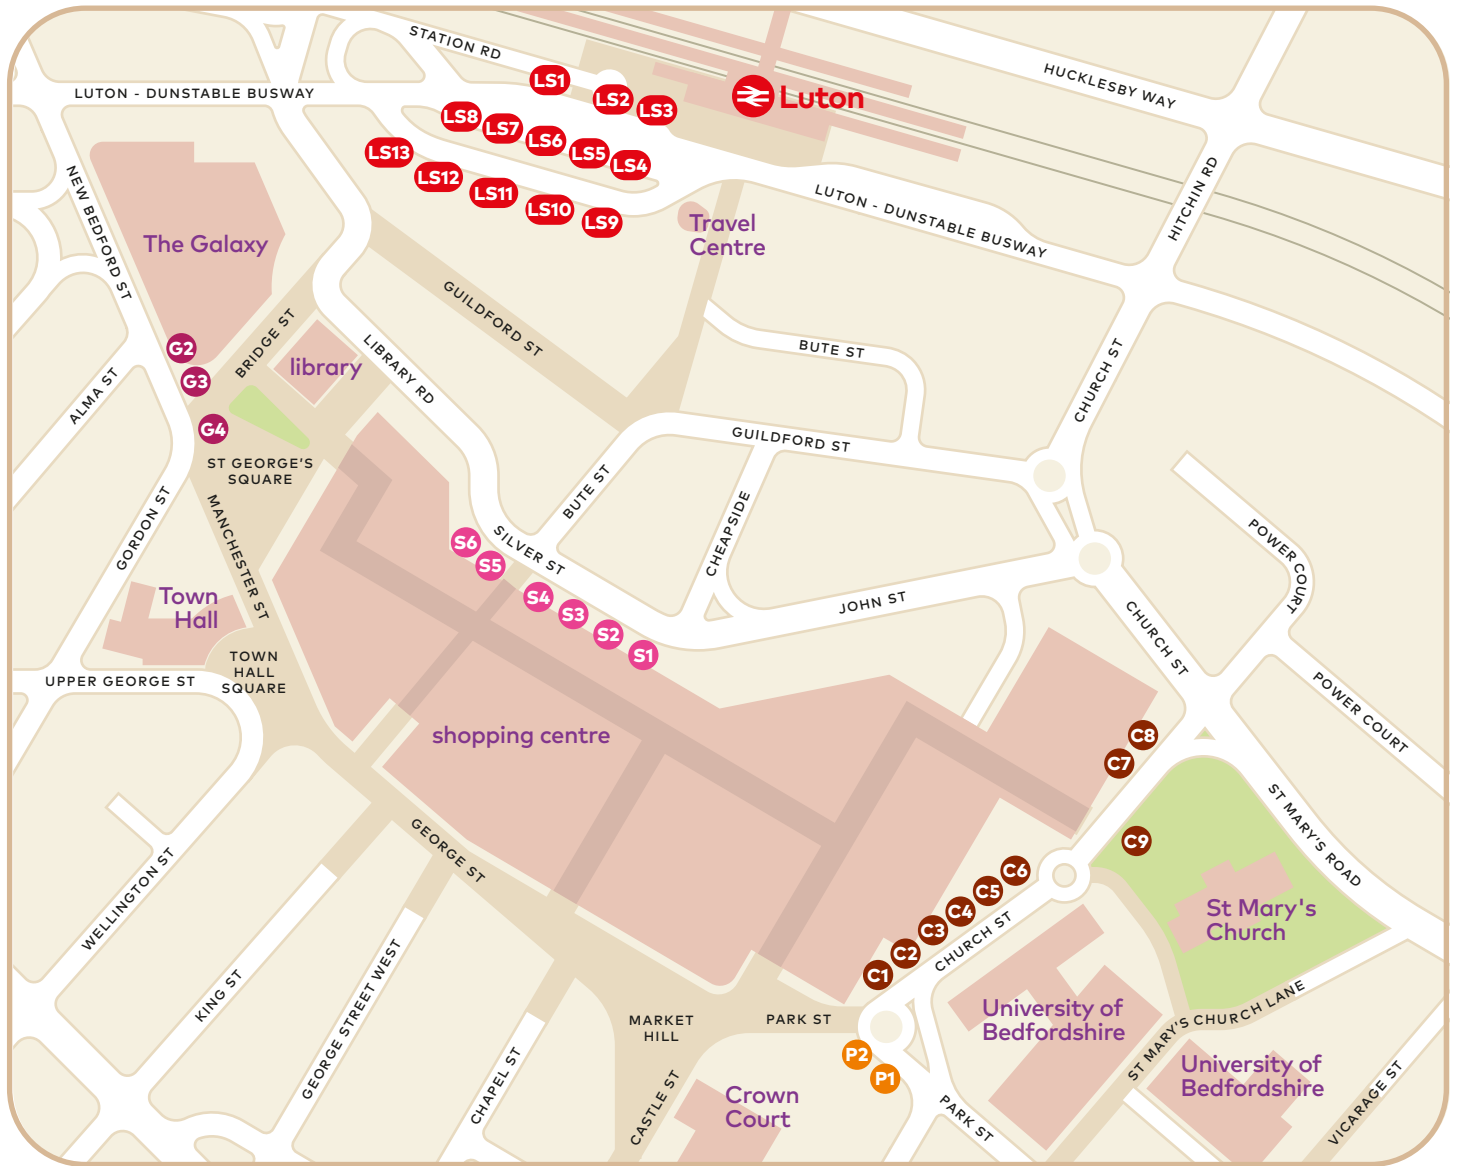 STATION RD
HUCKLESBY WAY
LUTON - DUNSTABLE BUSWAY
LS1
LS2
LS3
Luton
LS8
LS7
LS6
LS5
LS4
LS13
LS12
LS11
LS10
LS9
NEW BEDFORD ST
The Galaxy
Travel
Centre
LUTON - DUNSTABLE BUSWAY
HITCHIN RD
GUILDFORD ST
BRIDGE ST
library
LIBRARY RD
BUTE ST
CHURCH ST
G2
G3
G4
ALMA ST
ST GEORGE'S
SQUARE
GUILDFORD ST
BUTE ST
CHEAPSIDE
GORDON ST
MANCHESTER ST
SILVER ST
S6
S5
S4
S3
S2
S1
JOHN ST
POWER COURT
CHURCH ST
POWER COURT
Town
Hall
TOWN
HALL
SQUARE
UPPER GEORGE ST
shopping centre
C8
C7
C9
ST MARY'S ROAD
GEORGE ST
WELLINGTON ST
KING ST
GEORGE STREET WEST
CHAPEL ST
C6
C5
C4
C3
C2
C1
CHURCH ST
St Mary's
Church
University of
Bedfordshire
ST MARY'S CHURCH LANE
MARKET
HILL
PARK ST
P2
P1
CASTLE ST
Crown
Court
PARK ST
University of
Bedfordshire
VICARAGE ST